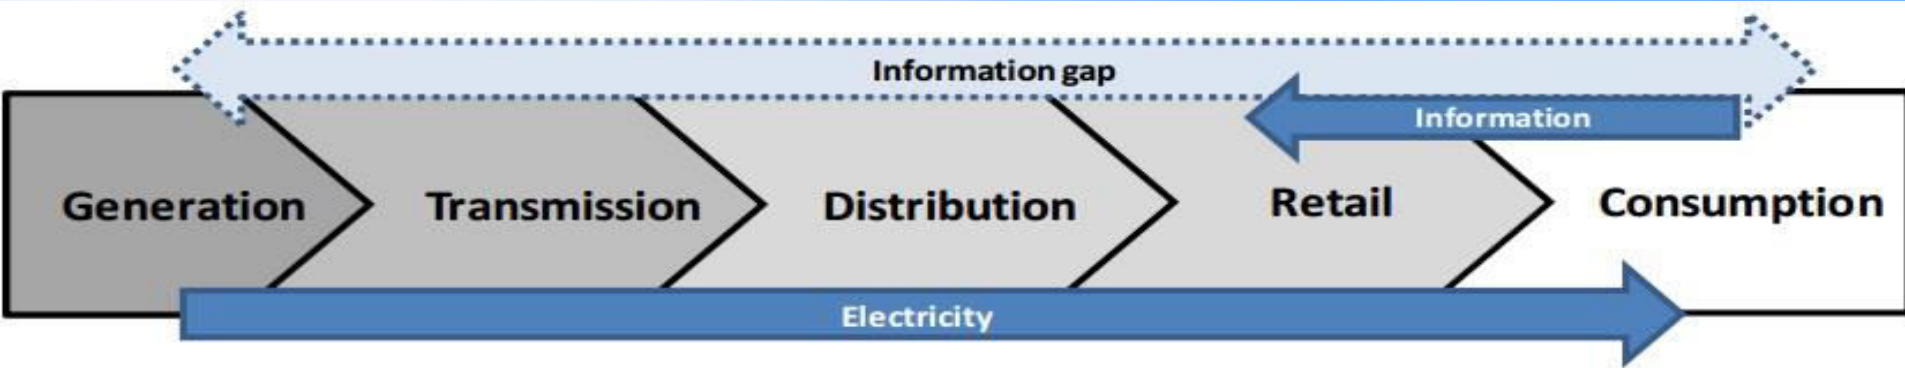 Information gap
Information
Generation
Transmission
Distribution
Retail
Consumption
Electricity